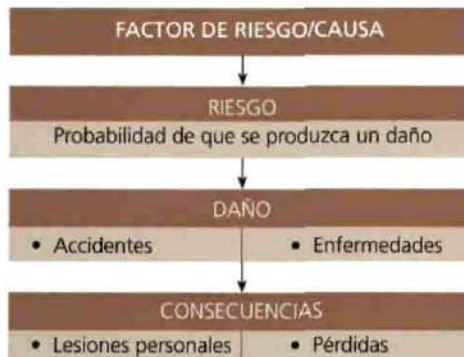 FACTOR DE RIESGO/CAUSA
RIESGO
Probabilidad de que se produzca un daño
DAÑO
• Accidentes • Enfermedades
CONSECUENCIAS
• Lesiones personales • Pérdidas